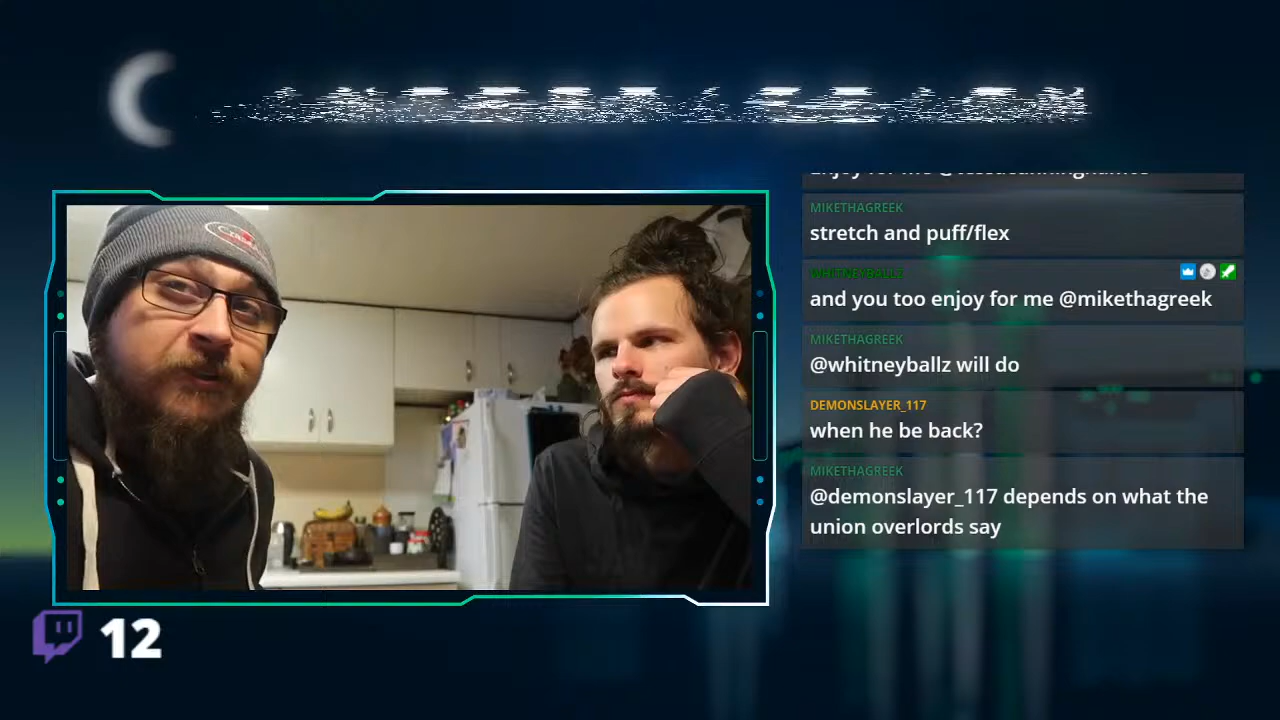 MIKETHAGREEK
stretch and puff/flex
WHITNEYBALLZ
and you too enjoy for me @mikethagreek
MIKETHAGREEK
@whitneyballz will do
DEMONSLAYER_117
when he be back?
MIKETHAGREEK
@demonslayer_117 depends on what the
union overlords say
12